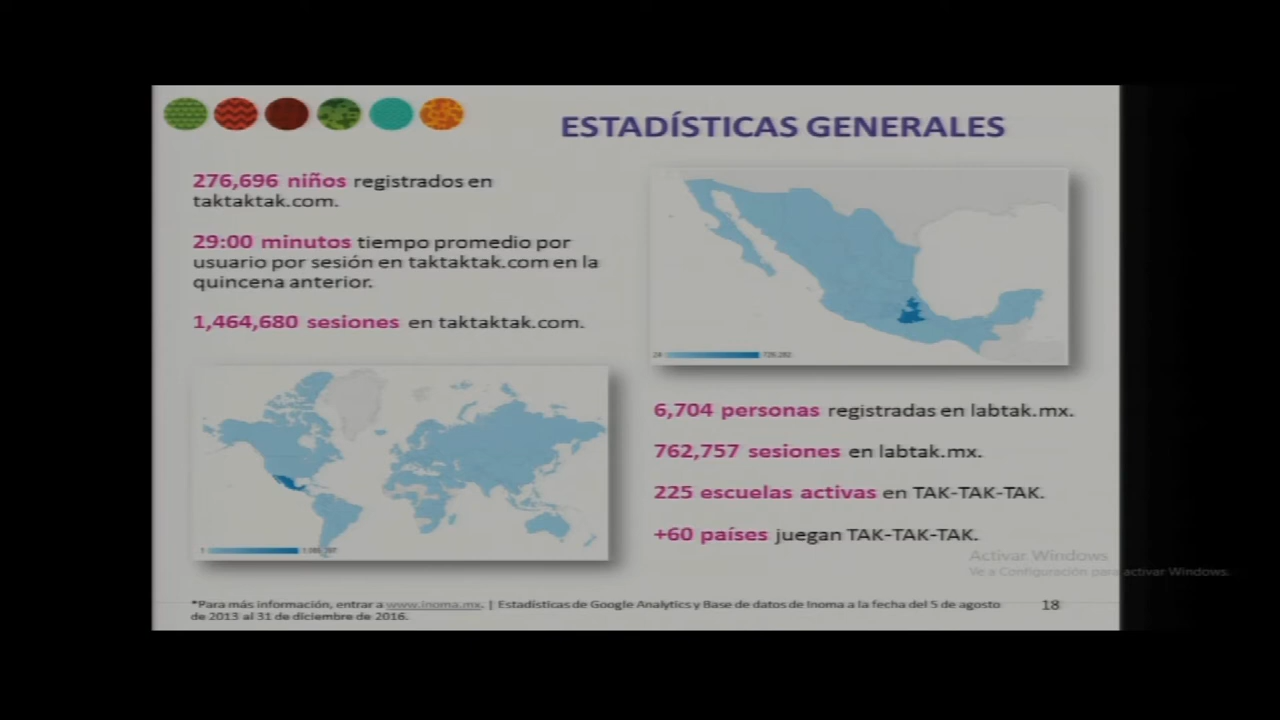 ESTADÍSTICAS GENERALES
276,696 niños registrados en
taktaktak.com.
29:00 minutos tiempo promedio por
usuario por sesión en taktaktak.com en la
quincena anterior.
1,464,680 sesiones en taktaktak.com.
6,704 personas registradas en labtak.mx.
762,757 sesiones en labtak.mx.
225 escuelas activas en TAK-TAK-TAK.
+60 países juegan TAK-TAK-TAK.
Activar Windows
Ve a Configuración para activar Windows.
*Para más información, entrar a www.inoma.mx. | Estadísticas de Google Analytics y Base de datos de Inoma a la fecha del 5 de agosto
de 2013 al 31 de diciembre de 2016.
18